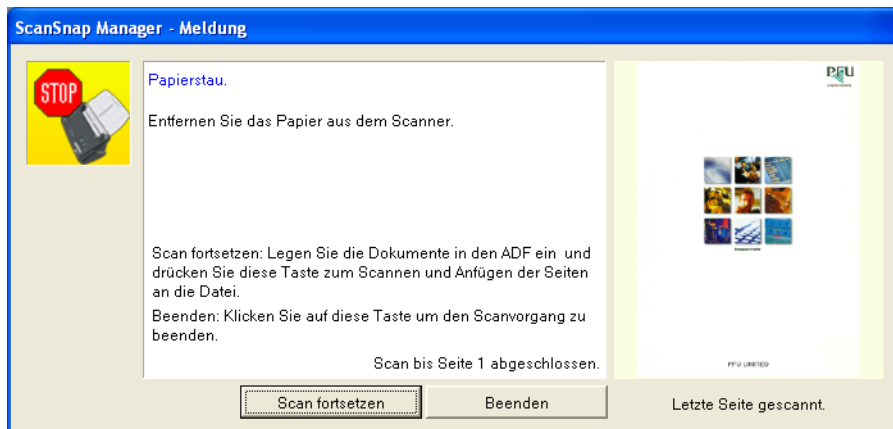 ScanSnap Manager - Meldung
STOP
Papierstau.
Entfernen Sie das Papier aus dem Scanner.
Scan fortsetzen: Legen Sie die Dokumente in den ADF ein und
drücken Sie diese Taste zum Scannen und Anfügen der Seiten
an die Datei.
Beenden: Klicken Sie auf diese Taste um den Scanvorgang zu
beenden.
Scan bis Seite 1 abgeschlossen.
Scan fortsetzen
Beenden
PFU
PFU LIMITED
Letzte Seite gescannt.